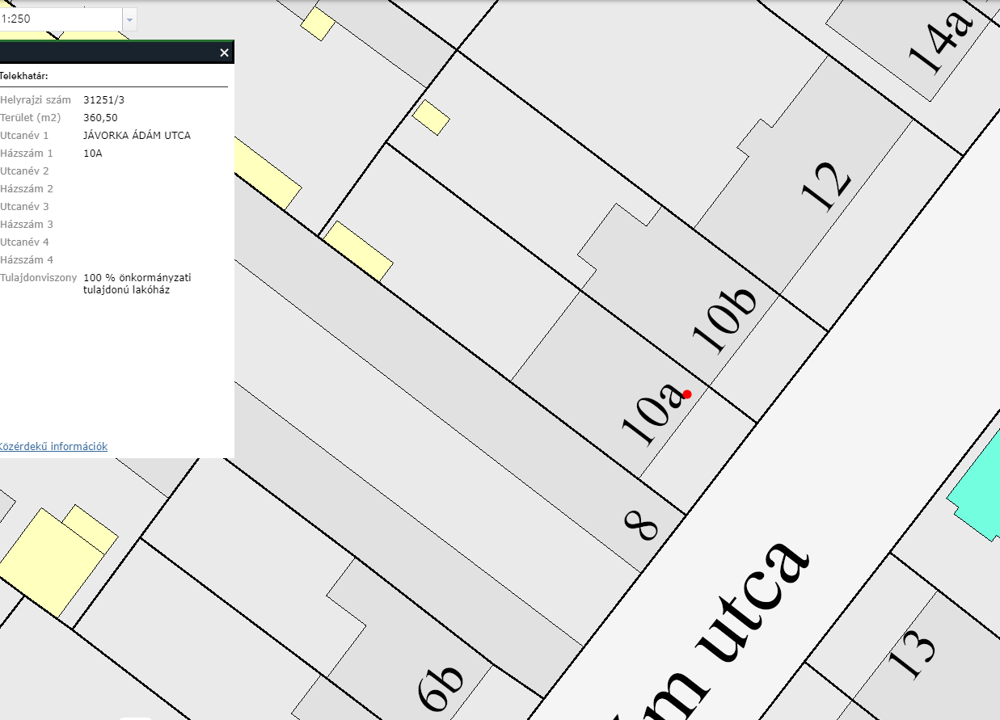 1:250
Telekhatár:
Helyrajzi szám 31251/3
Terület (m2) 360,50
Utcanév 1 JÁVORKA ÁDÁM UTCA
Házszám 1 10A
Utcanév 2
Házszám 2
Utcanév 3
Házszám 3
Utcanév 4
Házszám 4
Tulajdonviszony 100 % önkormányzati
tulajdonú lakóház
Közérdekű információk
14a
12
10b
10a
8
6b
13
m utca